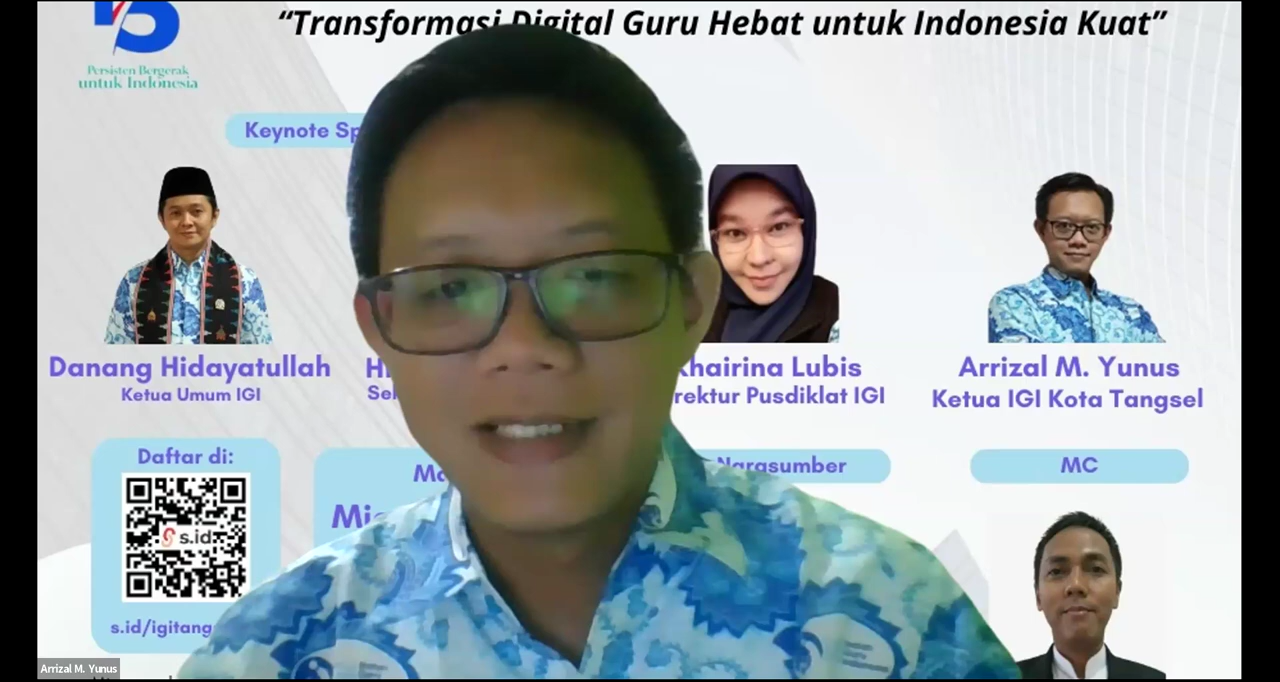 “Transformasi Digital Guru Hebat untuk Indonesia Kuat”
Persisten Bergerak
untuk Indonesia
Keynote
Danang Hidayatullah
Ketua Umum IGI
Khairina Lubis
Pusdiklat IGI
Arrizal M. Yunus
Ketua IGI Kota Tangsel
Daftar di:
s.id
Narasumber
MC
Arrizal M. Yunus